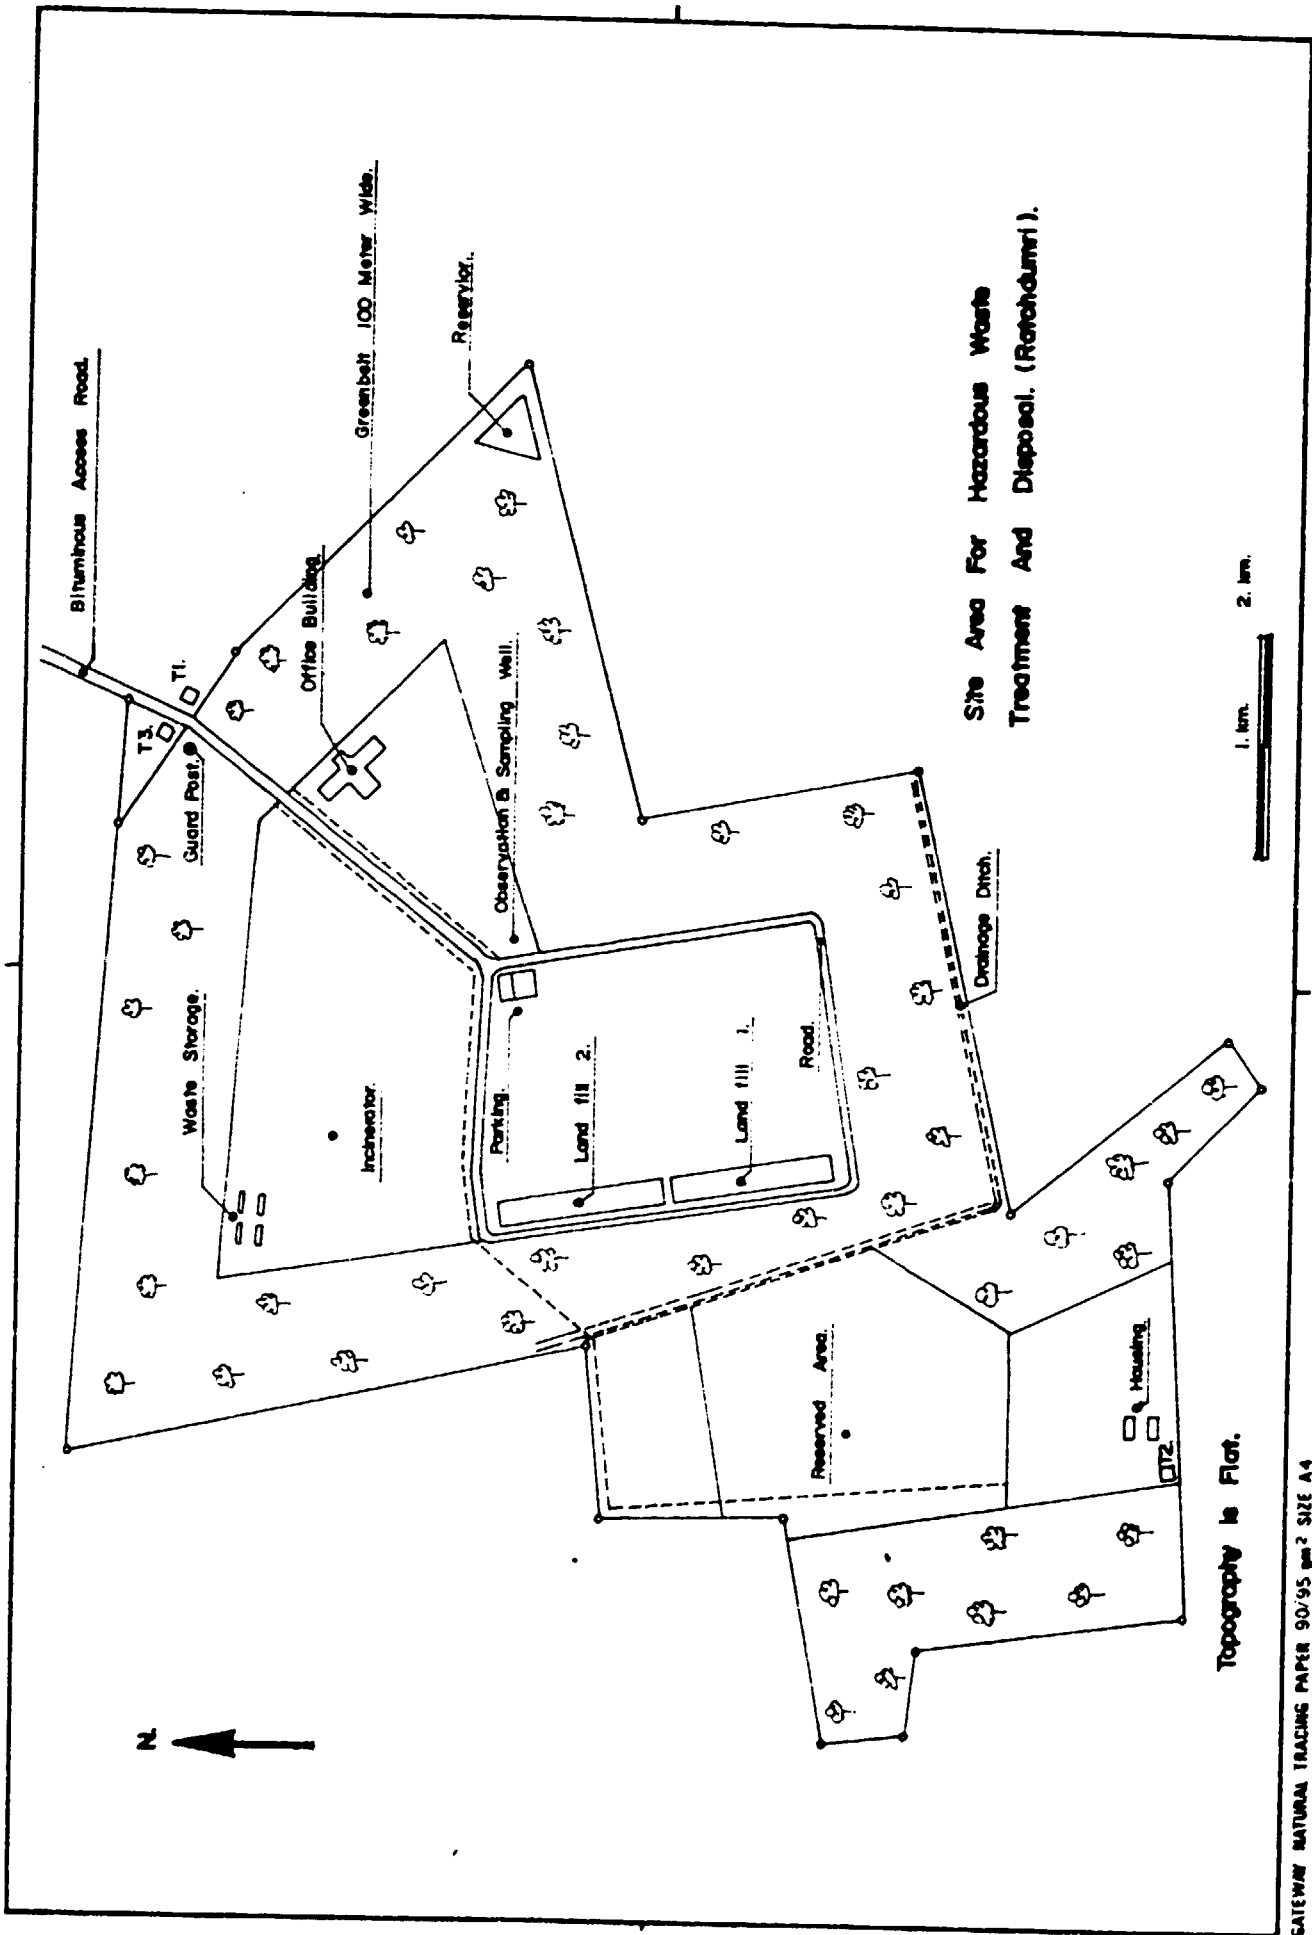 Bituminous Access Road.
T1.
T3.
Guard Post.
Greenbelt 100 Meter Wide.
Office Building.
Reservior.
Waste Storage.
Incinerator.
Observation & Sampling Well.
Parking.
Land fill 2.
Land fill 1.
Road.
Drainage Ditch.
Reserved Area.
Housing.
T2.
N.
Site Area For Hazardous Waste
Treatment And Disposal. (Ratchdumri).
1. km. 2. km.
Topography is Flat.
GATEWAY NATURAL TRACING PAPER 90/95 gm² SIZE A4